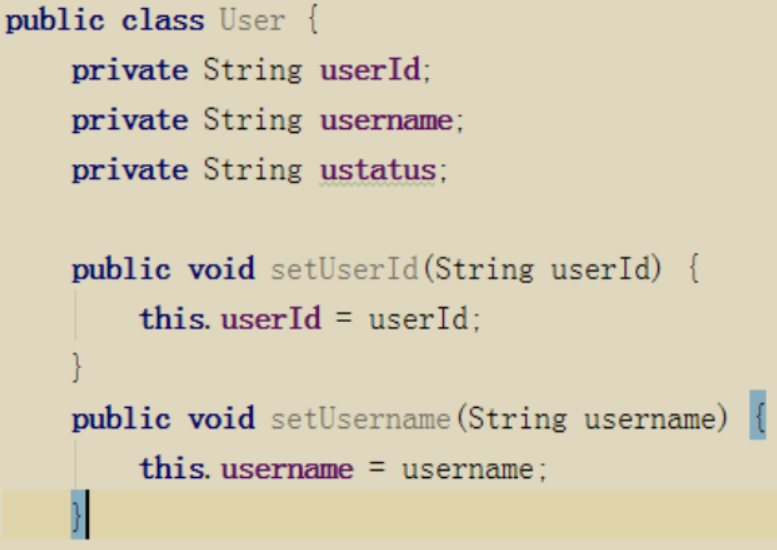 public class User {
private String userId;
private String username;
private String ustatus;
public void setUserId(String userId) {
this.userId = userId;
}
public void setUsername(String username) {
this.username = username;
}